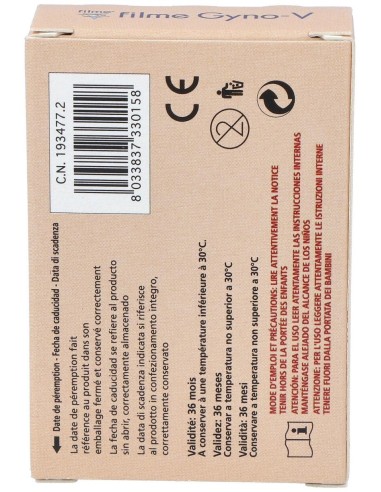 filme
filme Gyno-V
C.N. 193477.2
8 033837 330158
CE
2
Date de péremption - Fecha de caducidad - Data di scadenza
La date de péremption fait
référence au produit dans son
emballage fermé et conservé correctement
La fecha de caducidad se refiere al producto
sin abrir, correctamente almacenado
La data di scadenza indicata si riferisce
al prodotto in confezionamento integro,
correttamente conservato
Validité: 36 mois
A conserver à une température inférieure à 30°C.
Validez: 36 meses
Conservar a temperatura no superior a 30°C
Validità: 36 mesi
Conservare a temperatura non superiore a 30°C
MODE D'EMPLOI ET PRÉCAUTIONS: LIRE ATTENTIVEMENT LA NOTICE
TENIR HORS DE LA PORTÉE DES ENFANTS
ATENCIÓN: PARA EL USO LEER ATENTAMENTE LAS INSTRUCCIONES INTERNAS
MANTENGASE ALEJADO DEL ALCANCE DE LOS NIÑOS
ATTENZIONE: PER L'USO LEGGERE ATTENTAMENTE LE ISTRUZIONI INTERNE
TENERE FUORI DALLA PORTATA DEI BAMBINI